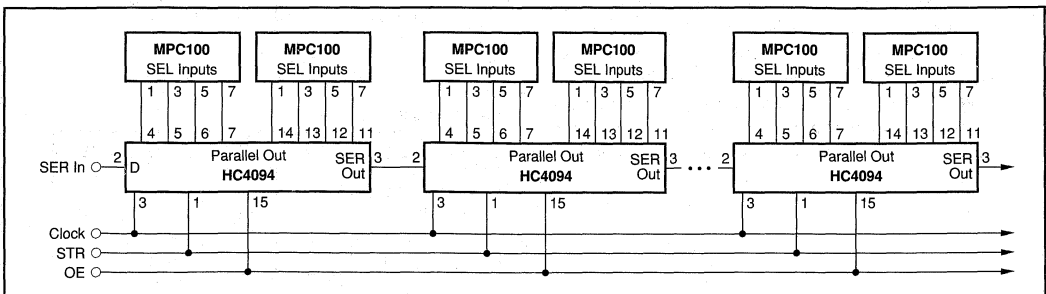 MPC100 MPC100 MPC100 MPC100 MPC100 MPC100
SEL Inputs SEL Inputs SEL Inputs SEL Inputs SEL Inputs SEL Inputs
1 3 5 7 1 3 5 7 1 3 5 7 1 3 5 7 1 3 5 7 1 3 5 7
4 5 6 7 14 13 12 11 4 5 6 7 14 13 12 11 4 5 6 7 14 13 12 11
SER In 2 D Parallel Out SER 3 2 Parallel Out SER 3 ... 2 Parallel Out SER 3
HC4094 Out HC4094 Out HC4094 Out
3 1 15 3 1 15 3 1 15
Clock
STR
OE